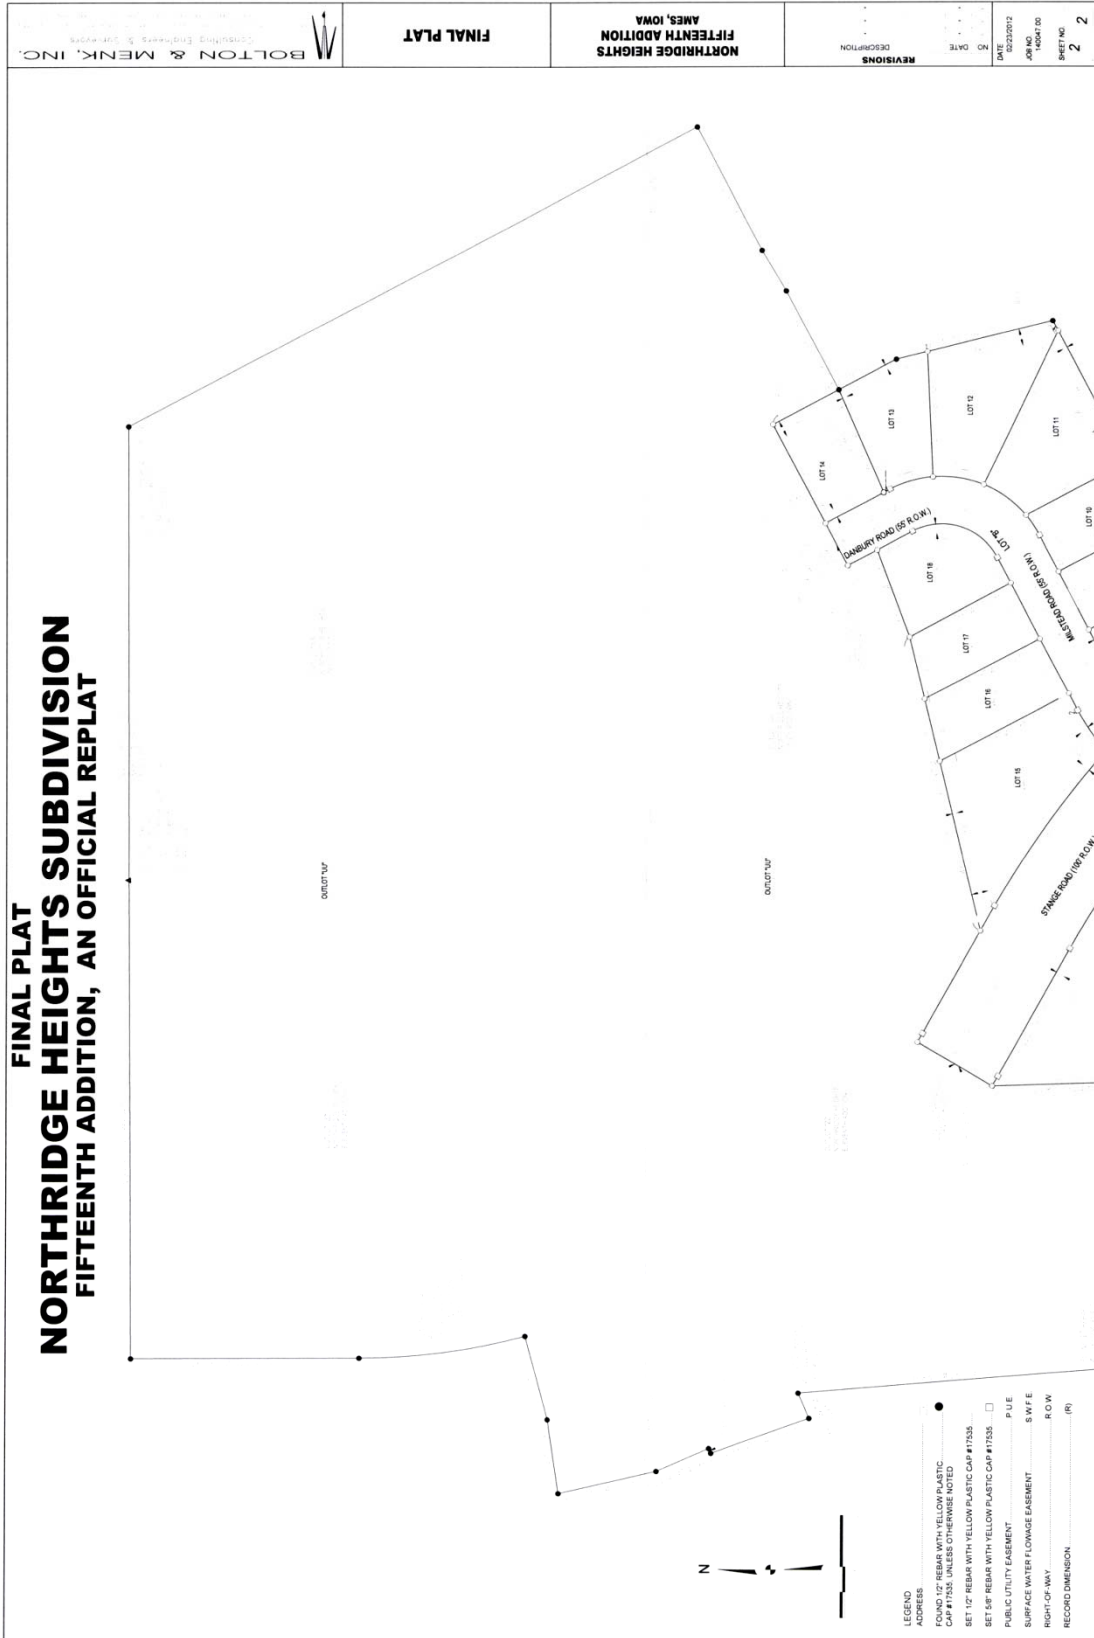 FINAL PLAT
NORTHRIDGE HEIGHTS SUBDIVISION
FIFTEENTH ADDITION, AN OFFICIAL REPLAT
BOLTON & MENK, INC.
Consulting Engineers & Surveyors
FINAL PLAT
NORTHRIDGE HEIGHTS
FIFTEENTH ADDITION
AMES, IOWA
REVISIONS
NO DATE DESCRIPTION
DATE
02/23/2012
JOB NO.
140047.00
SHEET NO.
2 2
OUTLOT "UU"
OUTLOT "UU"
LOT 14
LOT 13
LOT 12
LOT 11
LOT 10
DANBURY ROAD (55' R.O.W.)
LOT "B"
MILSTEAD ROAD (55' R.O.W.)
LOT 18
LOT 17
LOT 16
LOT 15
STANGE ROAD (100' R.O.W.)
N
LEGEND
ADDRESS
FOUND 1/2" REBAR WITH YELLOW PLASTIC
CAP #17535, UNLESS OTHERWISE NOTED
SET 1/2" REBAR WITH YELLOW PLASTIC CAP #17535
SET 5/8" REBAR WITH YELLOW PLASTIC CAP #17535
PUBLIC UTILITY EASEMENT P.U.E
SURFACE WATER FLOWAGE EASEMENT S.W.F.E.
RIGHT-OF-WAY R.O.W.
RECORD DIMENSION (R)